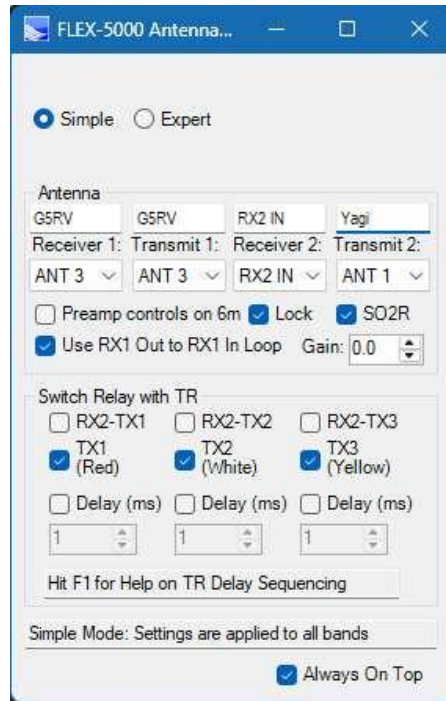 FLEX-5000 Antenna...
Simple Expert
Antenna
G5RV G5RV RX2 IN Yagi
Receiver 1: Transmit 1: Receiver 2: Transmit 2:
ANT 3 ANT 3 RX2 IN ANT 1
Preamp controls on 6m Lock SO2R
Use RX1 Out to RX1 In Loop Gain: 0.0
Switch Relay with TR
RX2-TX1 RX2-TX2 RX2-TX3
TX1 TX2 TX3
(Red) (White) (Yellow)
Delay (ms) Delay (ms) Delay (ms)
1 1 1
Hit F1 for Help on TR Delay Sequencing
Simple Mode: Settings are applied to all bands
Always On Top